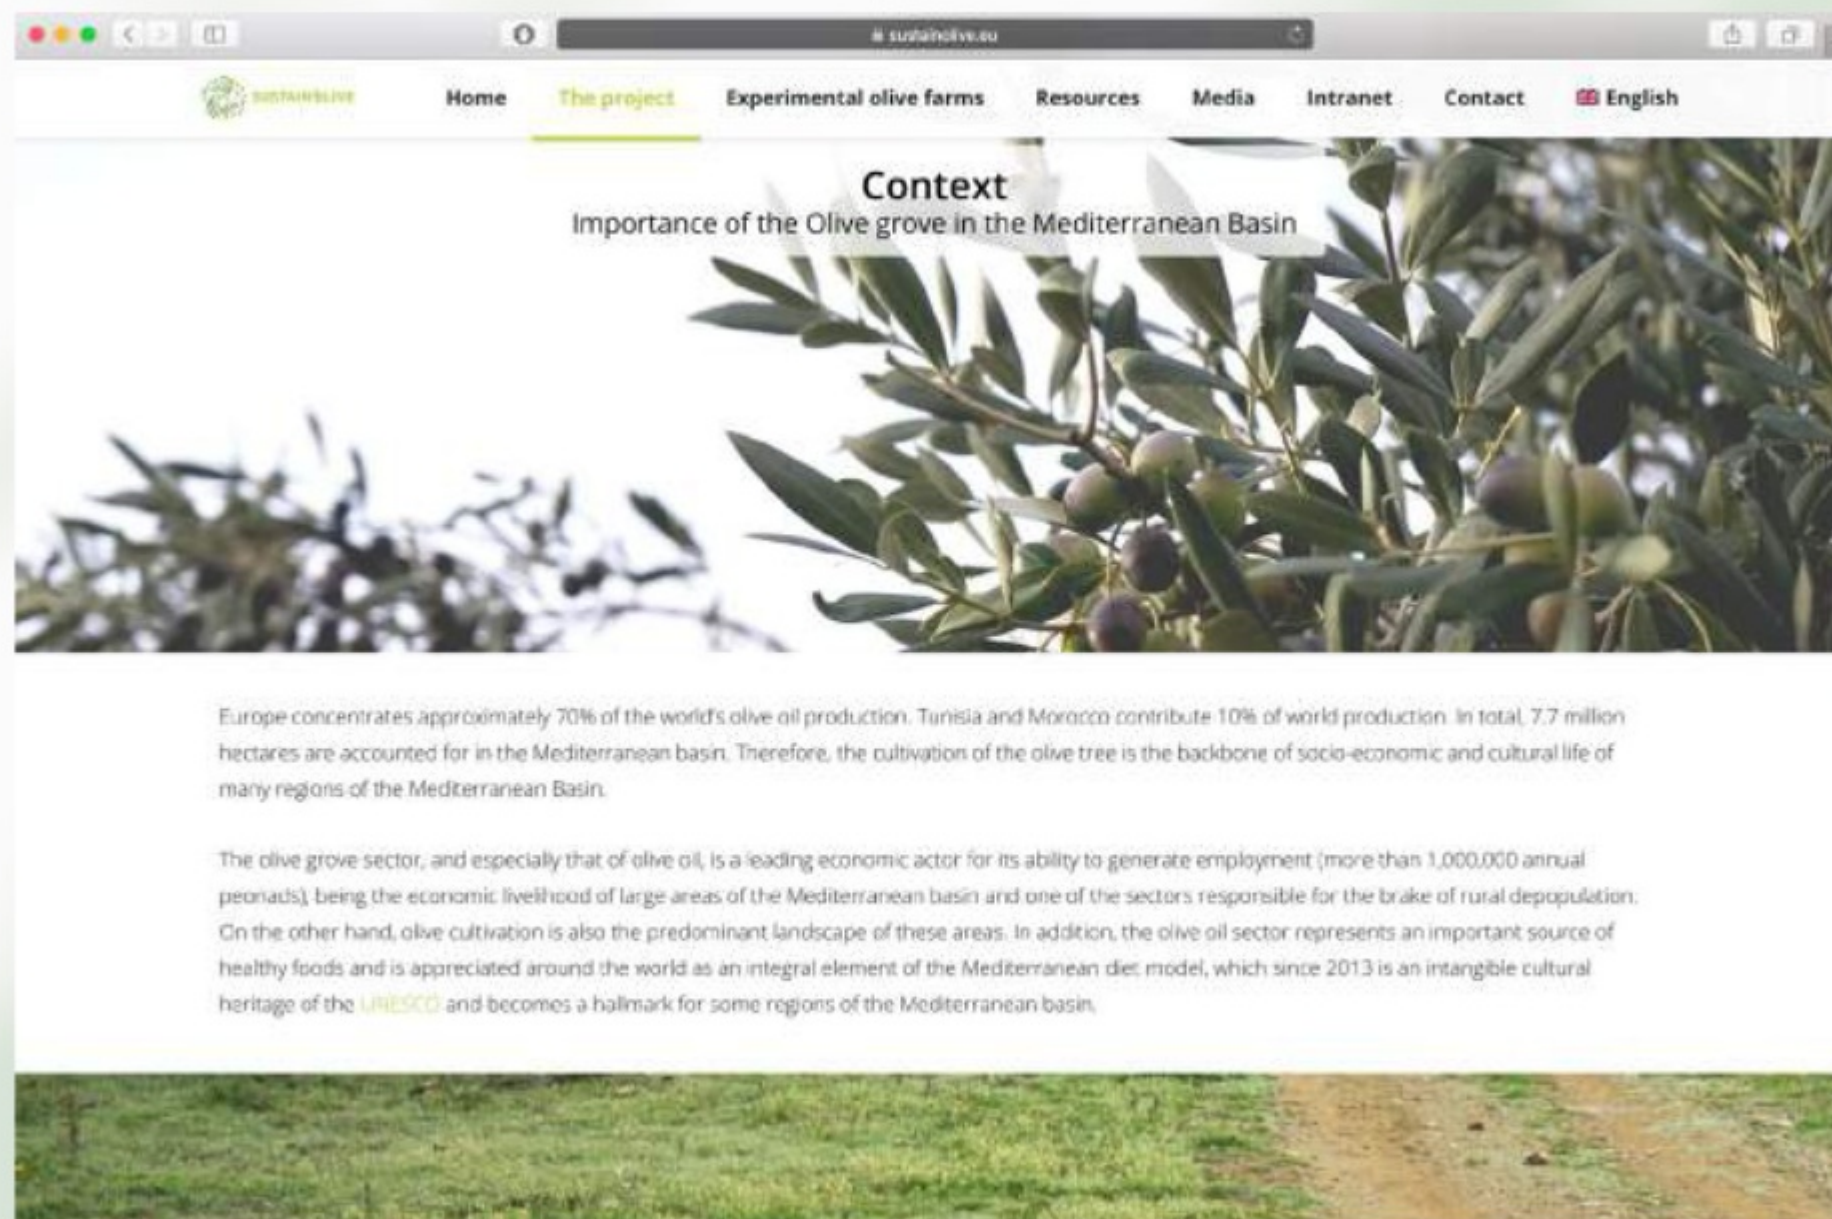 sustainolive.eu
SUSTAINOLIVE
Home
The project
Experimental olive farms
Resources
Media
Intranet
Contact
English
Context
Importance of the Olive grove in the Mediterranean Basin
Europe concentrates approximately 70% of the world's olive oil production. Tunisia and Morocco contribute 10% of world production. In total, 7.7 million
hectares are accounted for in the Mediterranean basin. Therefore, the cultivation of the olive tree is the backbone of socio-economic and cultural life of
many regions of the Mediterranean Basin.
The olive grove sector, and especially that of olive oil, is a leading economic actor for its ability to generate employment (more than 1,000,000 annual
peonads), being the economic livelihood of large areas of the Mediterranean basin and one of the sectors responsible for the brake of rural depopulation.
On the other hand, olive cultivation is also the predominant landscape of these areas. In addition, the olive oil sector represents an important source of
healthy foods and is appreciated around the world as an integral element of the Mediterranean diet model, which since 2013 is an intangible cultural
heritage of the UNESCO and becomes a hallmark for some regions of the Mediterranean basin.